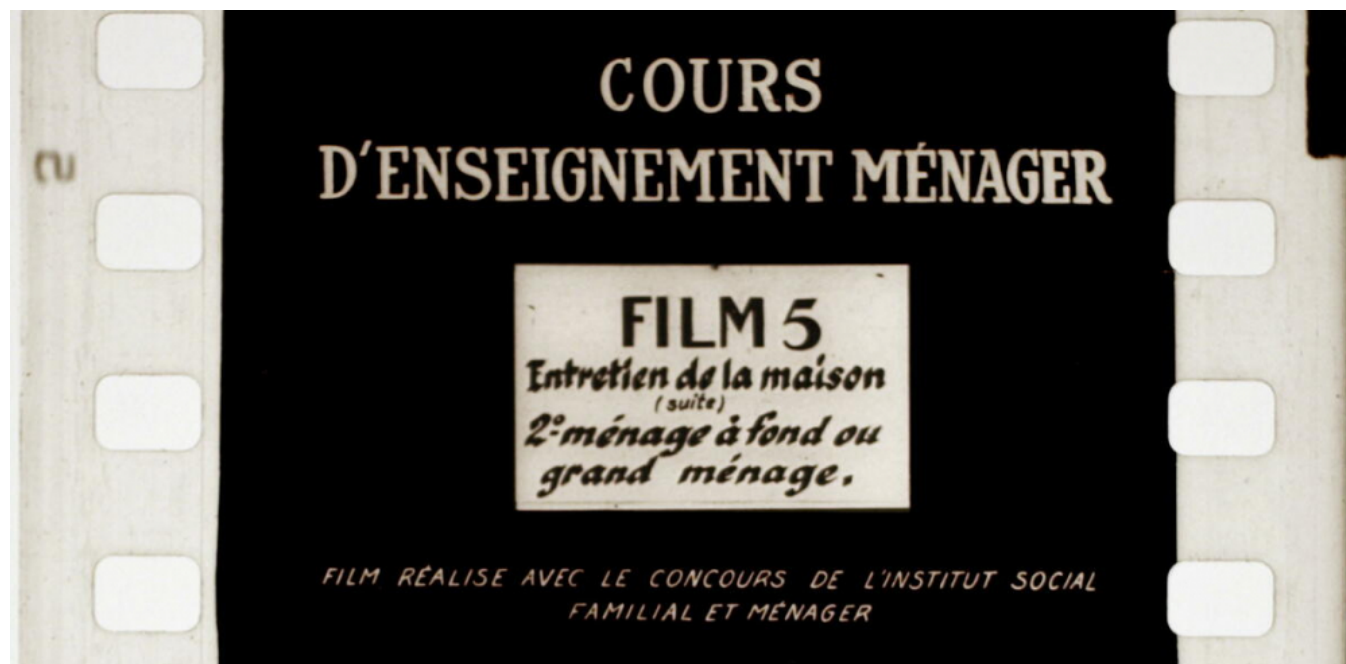 COURS
D'ENSEIGNEMENT MÉNAGER
2
FILM 5
Entretien de la maison
(suite)
2º ménage à fond ou
grand ménage.
FILM RÉALISE AVEC LE CONCOURS DE L'INSTITUT SOCIAL
FAMILIAL ET MÉNAGER